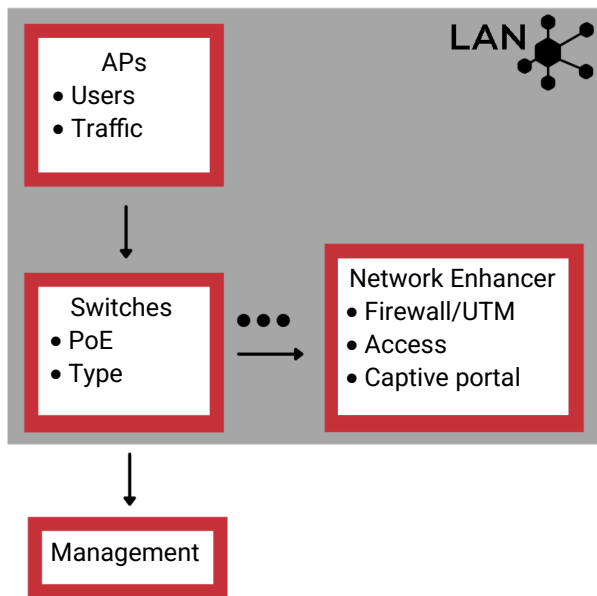 LAN
APs
• Users
• Traffic
Switches
• PoE
• Type
Network Enhancer
• Firewall/UTM
• Access
• Captive portal
Management